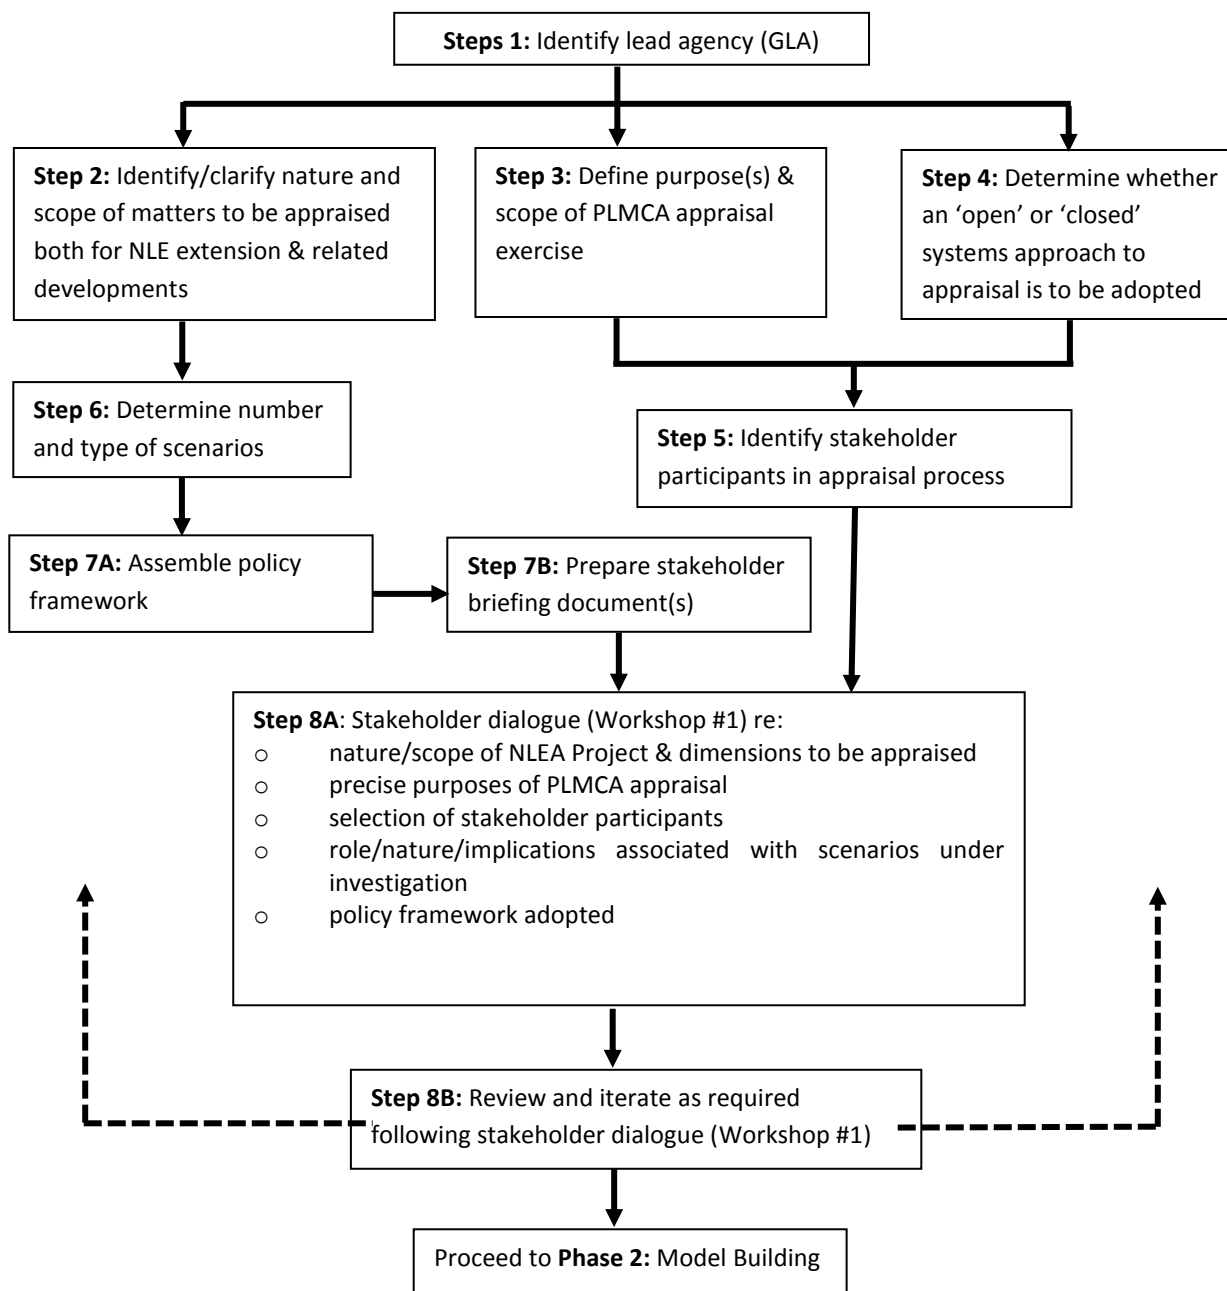 Steps 1: Identify lead agency (GLA)
Step 2: Identify/clarify nature and
scope of matters to be appraised
both for NLE extension & related
developments
Step 3: Define purpose(s) &
scope of PLMCA appraisal
exercise
Step 4: Determine whether
an ‘open’ or ‘closed’
systems approach to
appraisal is to be adopted
Step 6: Determine number
and type of scenarios
Step 5: Identify stakeholder
participants in appraisal process
Step 7A: Assemble policy
framework
Step 7B: Prepare stakeholder
briefing document(s)
Step 8A: Stakeholder dialogue (Workshop #1) re:
o nature/scope of NLEA Project & dimensions to be appraised
o precise purposes of PLMCA appraisal
o selection of stakeholder participants
o role/nature/implications associated with scenarios under
investigation
o policy framework adopted
Step 8B: Review and iterate as required
following stakeholder dialogue (Workshop #1)
Proceed to Phase 2: Model Building